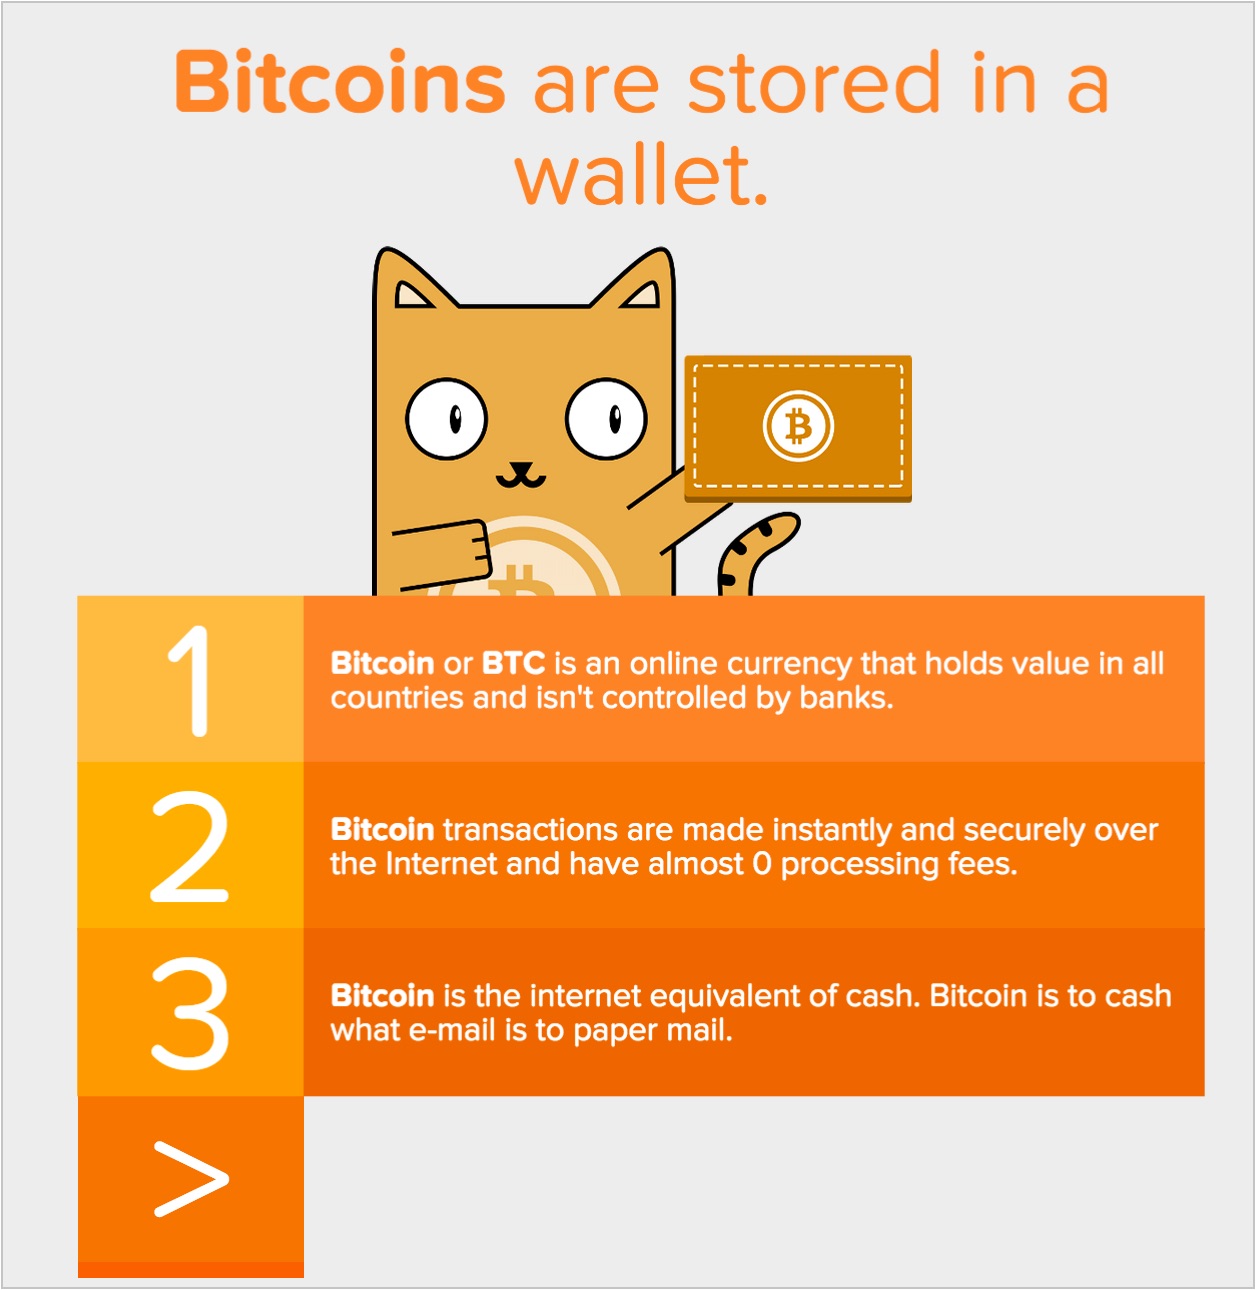 Bitcoins are stored in a
wallet.
1
Bitcoin or BTC is an online currency that holds value in all
countries and isn't controlled by banks.
2
Bitcoin transactions are made instantly and securely over
the Internet and have almost 0 processing fees.
3
Bitcoin is the internet equivalent of cash. Bitcoin is to cash
what e-mail is to paper mail.
>